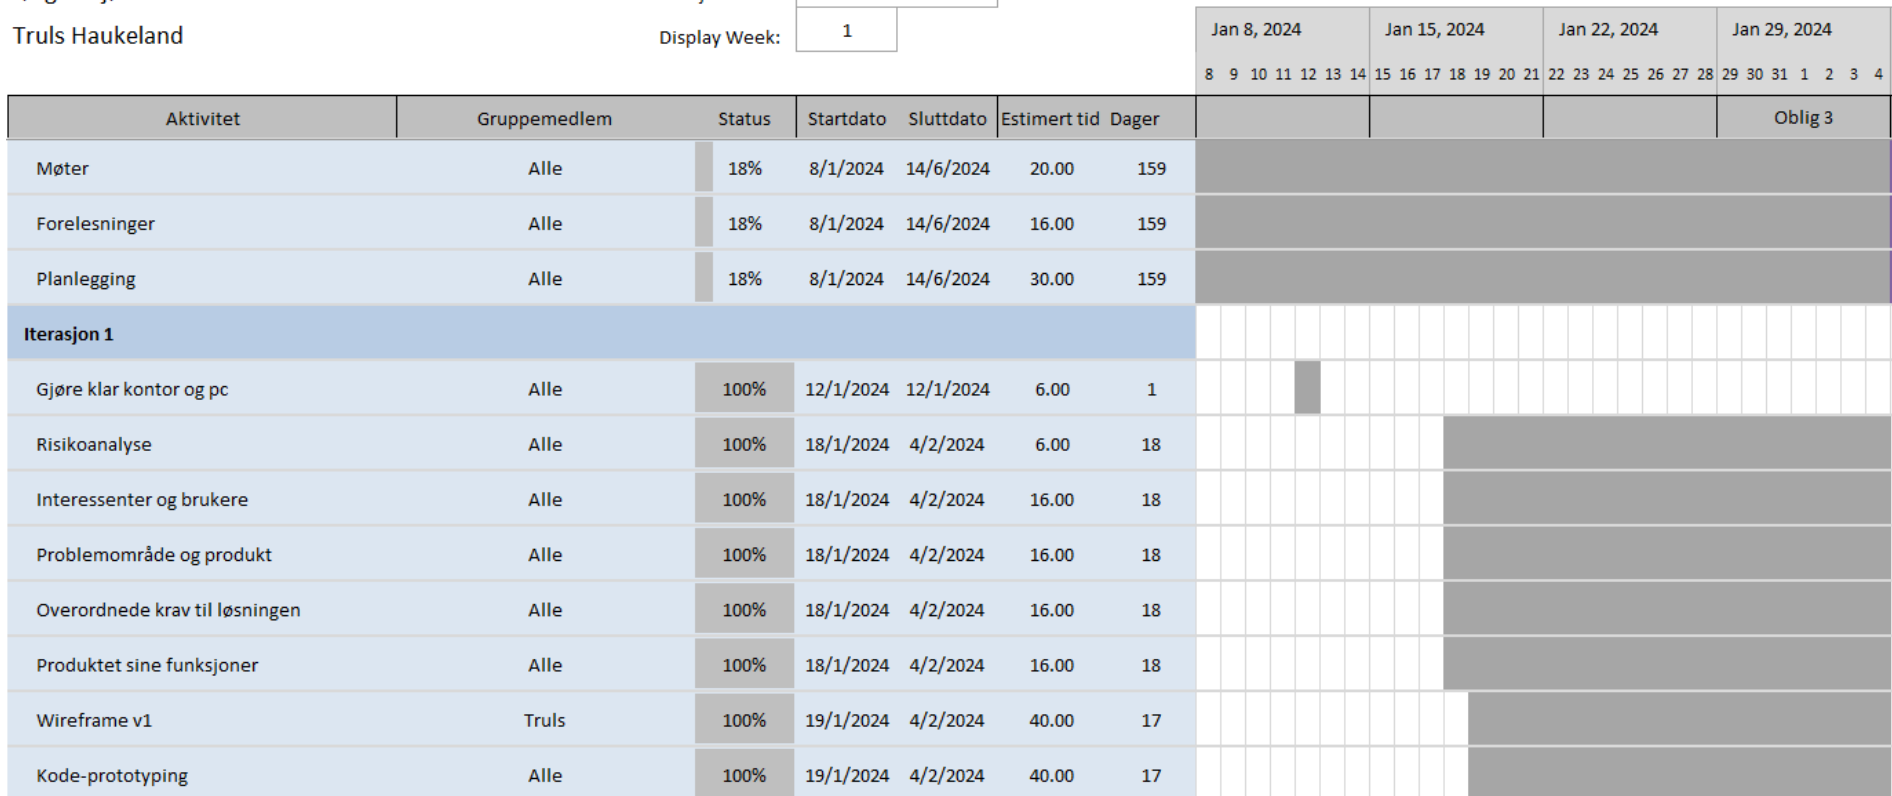 Truls Haukeland
Display Week: 1
Jan 8, 2024 Jan 15, 2024 Jan 22, 2024 Jan 29, 2024
8 9 10 11 12 13 14 15 16 17 18 19 20 21 22 23 24 25 26 27 28 29 30 31 1 2 3 4
Aktivitet Gruppemedlem Status Startdato Sluttdato Estimert tid Dager Oblig 3
Møter Alle 18% 8/1/2024 14/6/2024 20.00 159
Forelesninger Alle 18% 8/1/2024 14/6/2024 16.00 159
Planlegging Alle 18% 8/1/2024 14/6/2024 30.00 159
Iterasjon 1
Gjøre klar kontor og pc Alle 100% 12/1/2024 12/1/2024 6.00 1
Risikoanalyse Alle 100% 18/1/2024 4/2/2024 6.00 18
Interessenter og brukere Alle 100% 18/1/2024 4/2/2024 16.00 18
Problemområde og produkt Alle 100% 18/1/2024 4/2/2024 16.00 18
Overordnede krav til løsningen Alle 100% 18/1/2024 4/2/2024 16.00 18
Produktet sine funksjoner Alle 100% 18/1/2024 4/2/2024 16.00 18
Wireframe v1 Truls 100% 19/1/2024 4/2/2024 40.00 17
Kode-prototyping Alle 100% 19/1/2024 4/2/2024 40.00 17